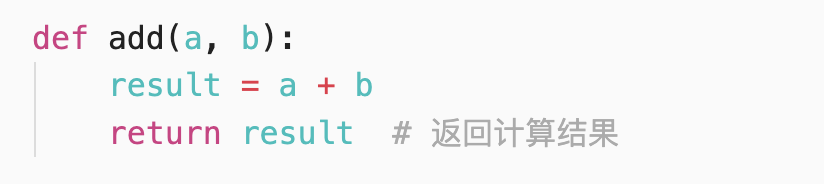 def add(a, b):
    result = a + b
    return result  # 返回计算结果